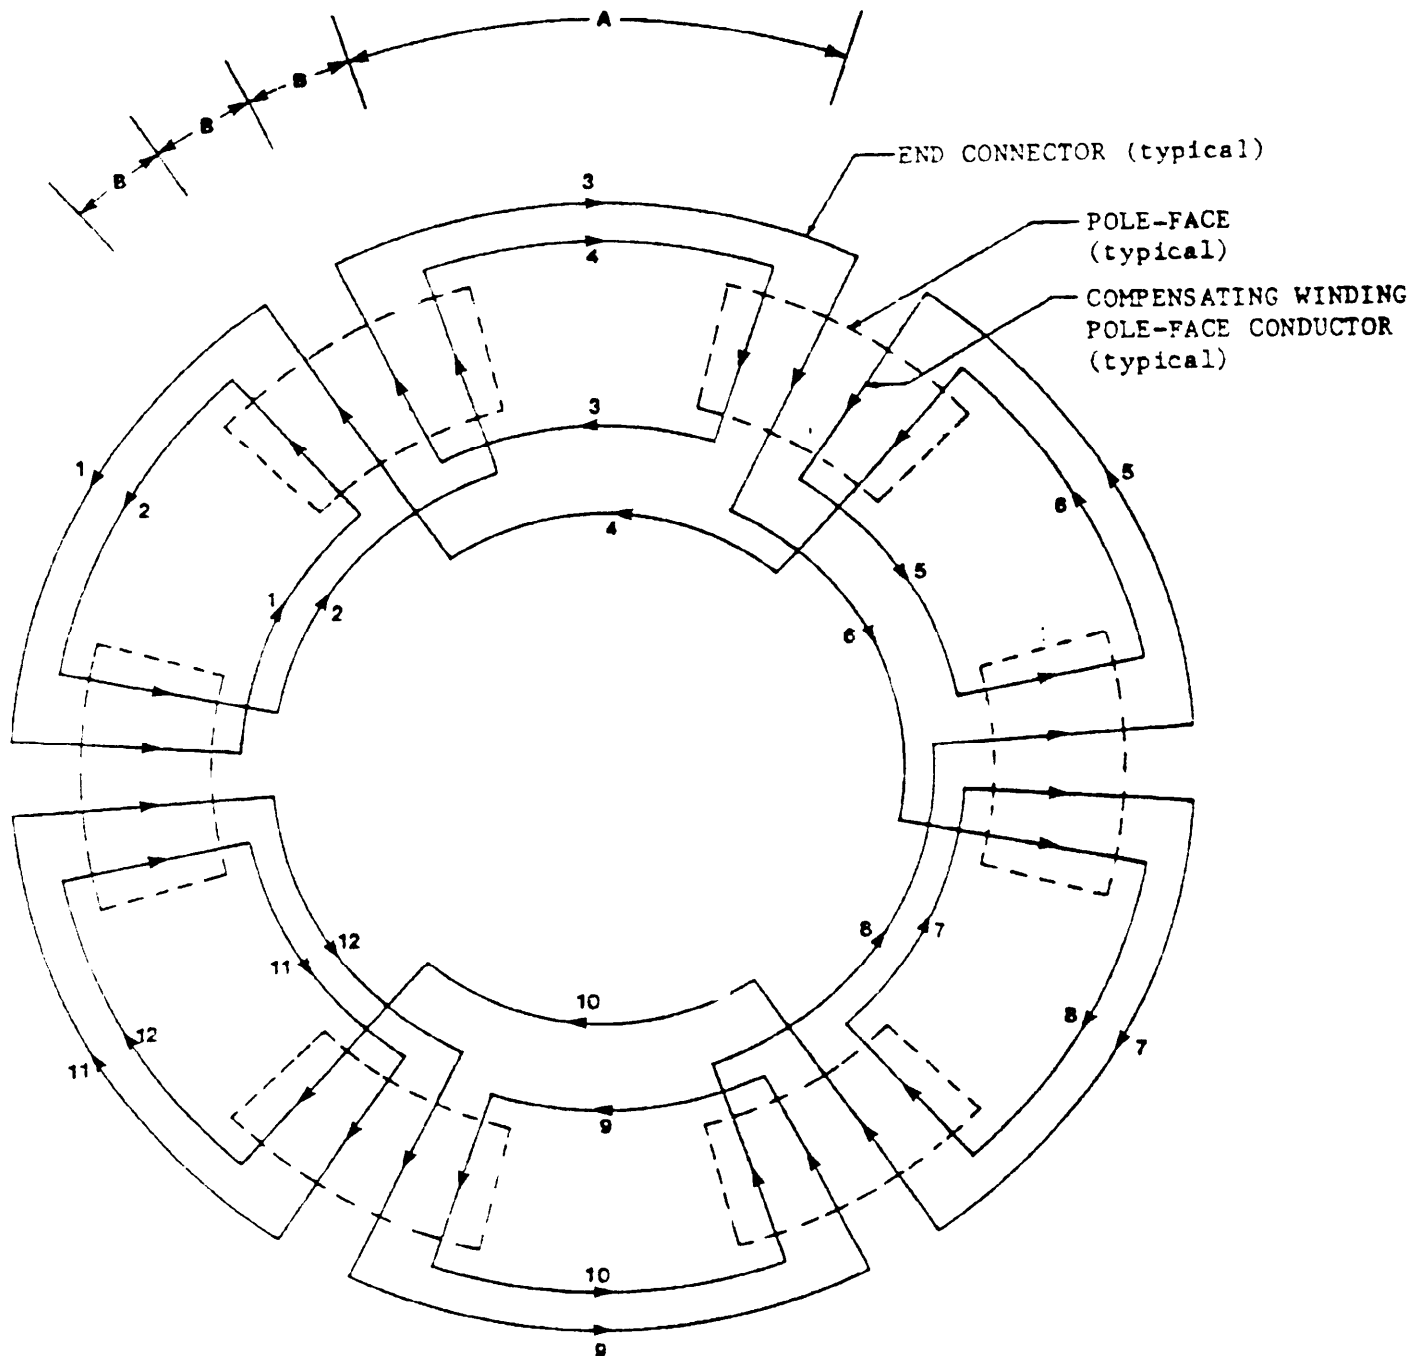 A
B
B
B
END CONNECTOR (typical)
3
POLE-FACE
(typical)
4
COMPENSATING WINDING
POLE-FACE CONDUCTOR
(typical)
3
1
2
5
6
4
5
1
2
6
12
11
8
7
10
12
11
8
7
9
10
9